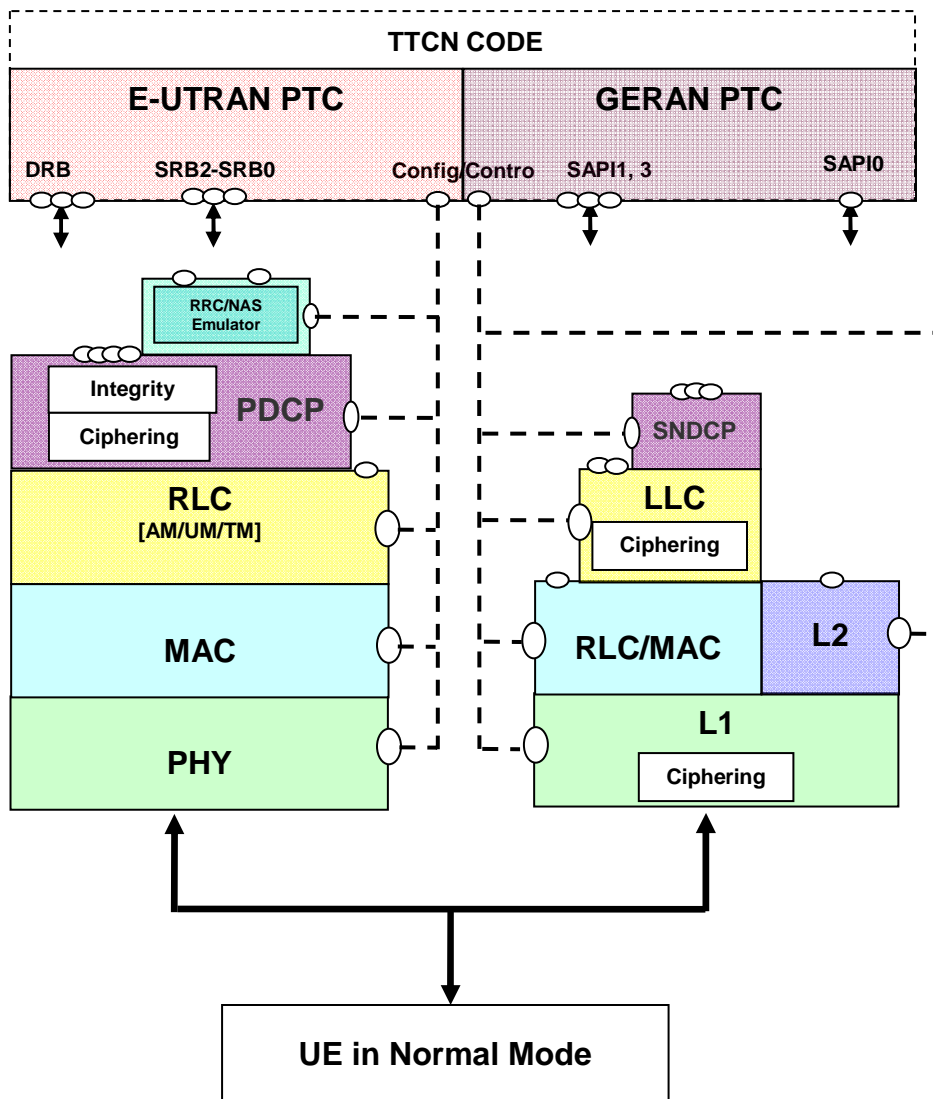 TTCN CODE
E-UTRAN PTC
GERAN PTC
DRB
SRB2-SRB0
Config/Contro
SAPI1, 3
SAPI0
RRC/NAS
Emulator
Integrity
Ciphering
PDCP
SNDCP
RLC
[AM/UM/TM]
LLC
Ciphering
MAC
RLC/MAC
L2
PHY
L1
Ciphering
UE in Normal Mode